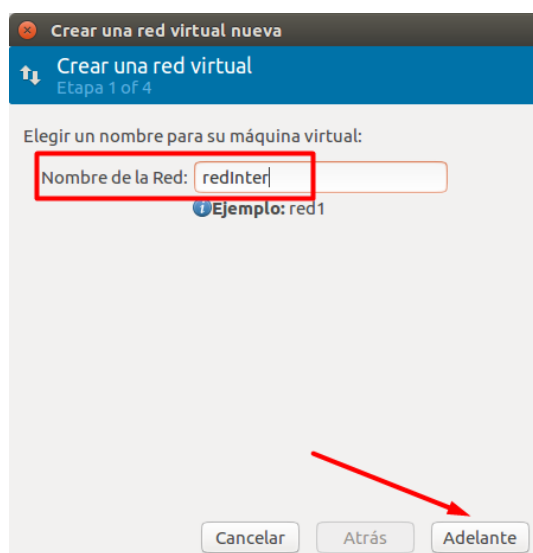 Crear una red virtual nueva
Crear una red virtual
Etapa 1 of 4
Elegir un nombre para su máquina virtual:
Nombre de la Red: redInter
Ejemplo: red1
Cancelar Atrás Adelante